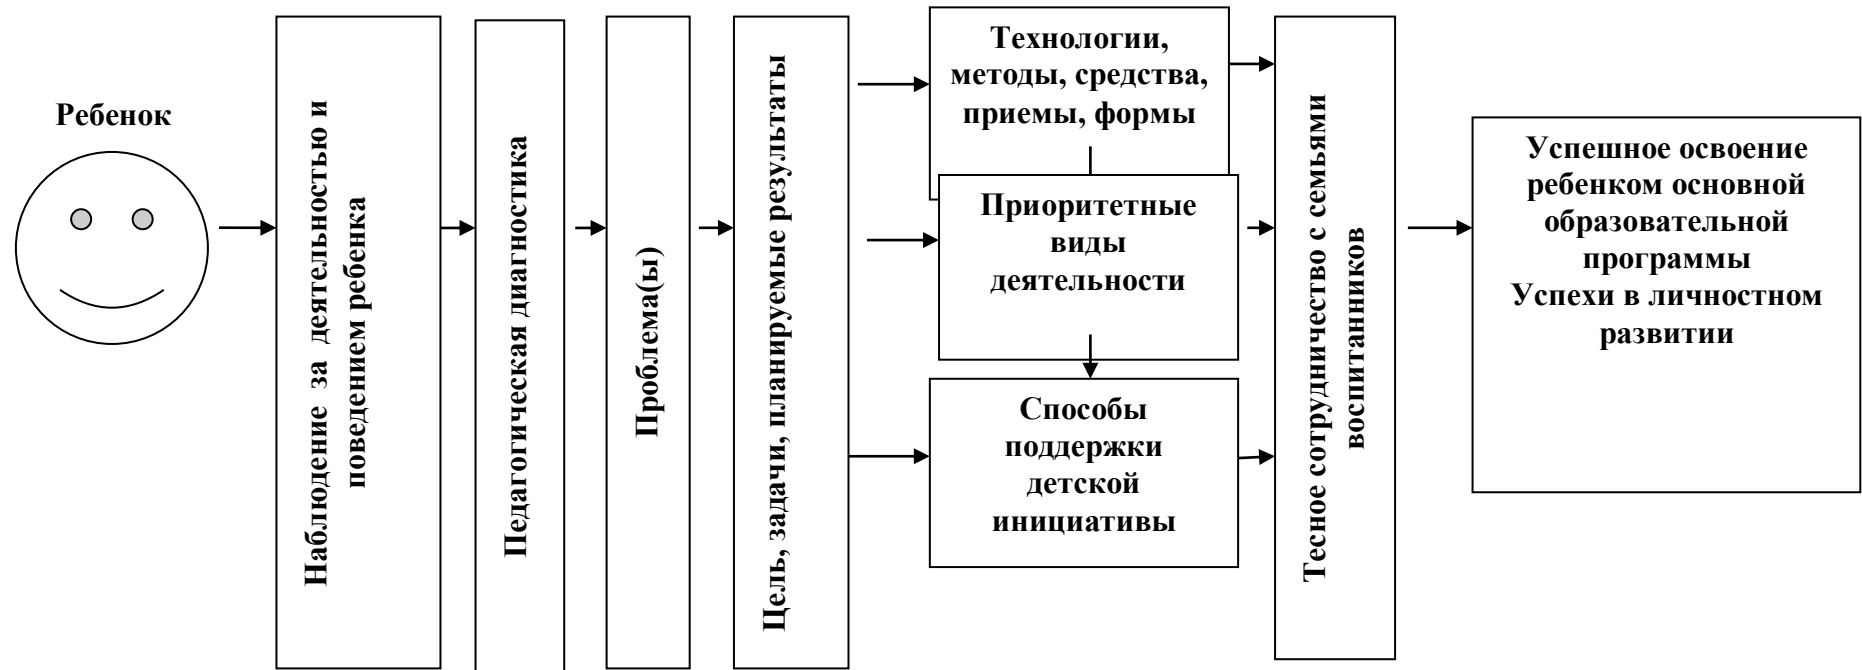 Ребенок
Наблюдение за деятельностью и
поведением ребенка
Педагогическая диагностика
Проблема(ы)
Цель, задачи, планируемые результаты
Технологии,
методы, средства,
приемы, формы
Приоритетные
виды
деятельности
Способы
поддержки
детской
инициативы
Тесное сотрудничество с семьями
воспитанников
Успешное освоение
ребенком основной
образовательной
программы
Успехи в личностном
развитии